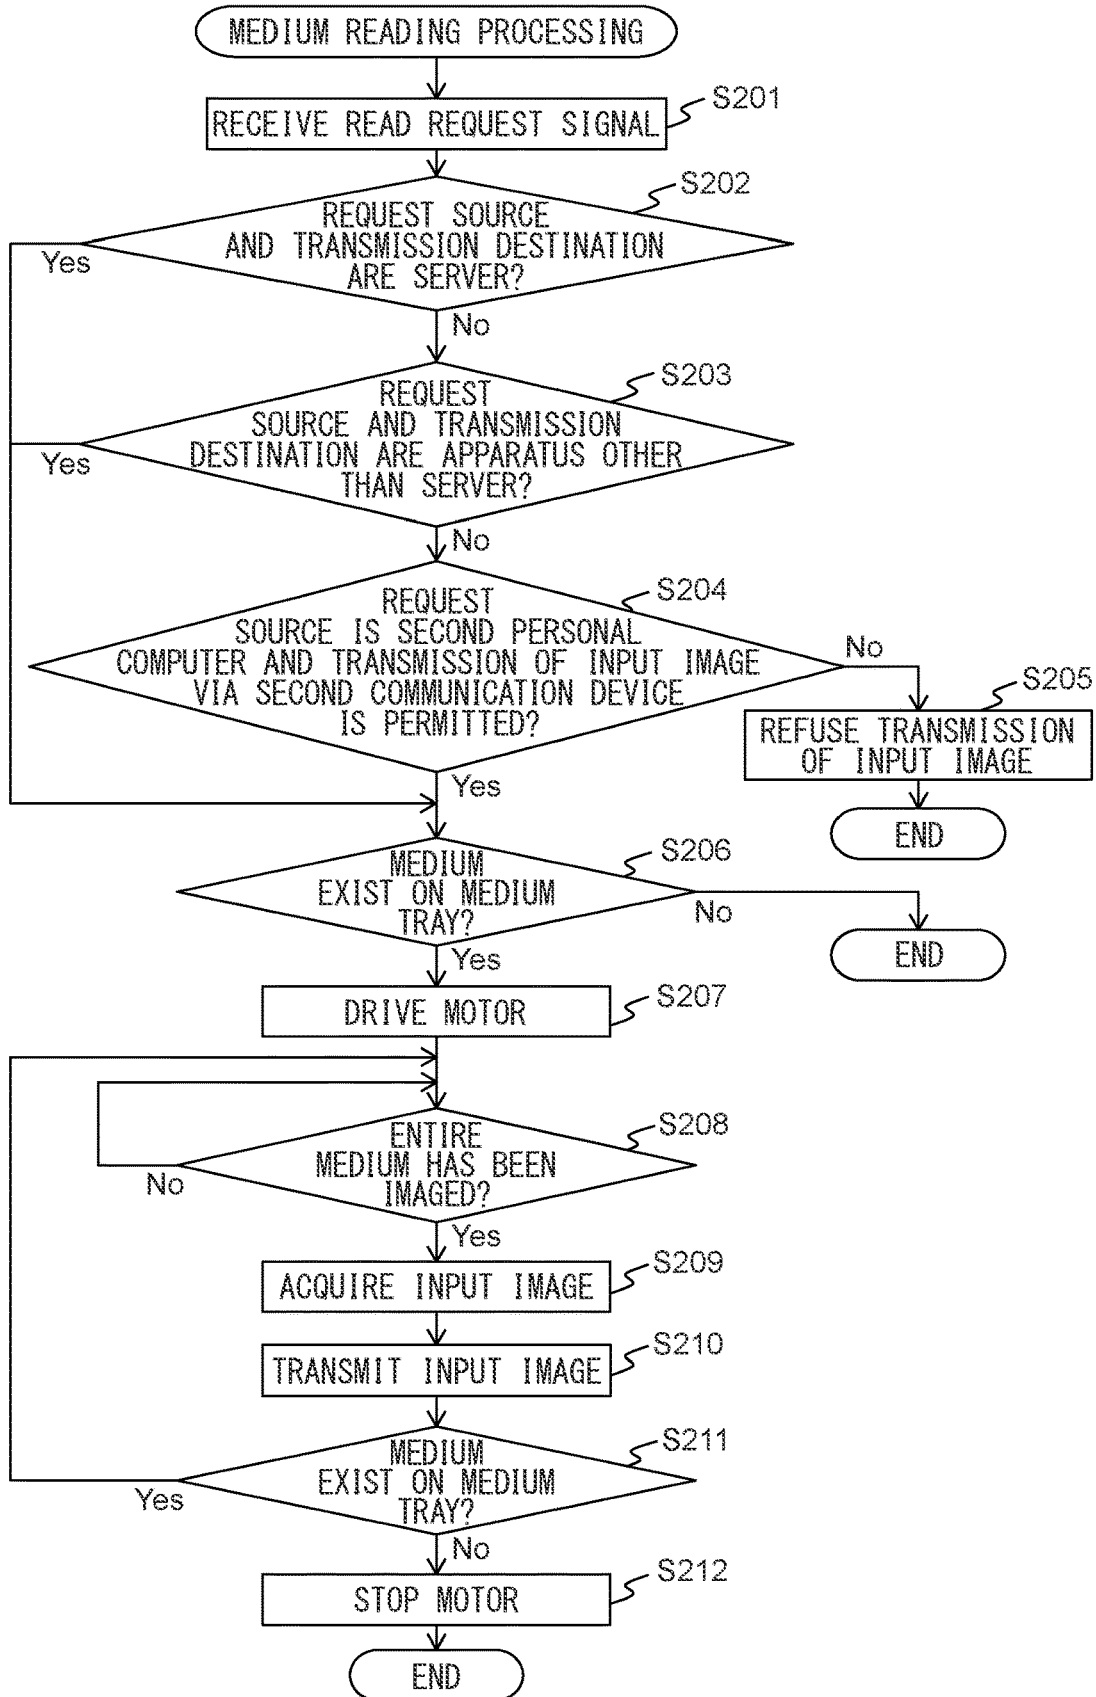 MEDIUM READING PROCESSING
S201
RECEIVE READ REQUEST SIGNAL
S202
REQUEST SOURCE
AND TRANSMISSION DESTINATION
ARE SERVER?
Yes
No
S203
REQUEST
SOURCE AND TRANSMISSION
DESTINATION ARE APPARATUS OTHER
THAN SERVER?
Yes
No
S204
REQUEST
SOURCE IS SECOND PERSONAL
COMPUTER AND TRANSMISSION OF INPUT IMAGE
VIA SECOND COMMUNICATION DEVICE
IS PERMITTED?
No
S205
REFUSE TRANSMISSION
OF INPUT IMAGE
END
Yes
S206
MEDIUM
EXIST ON MEDIUM
TRAY?
No
END
Yes
S207
DRIVE MOTOR
S208
ENTIRE
MEDIUM HAS BEEN
IMAGED?
No
Yes
S209
ACQUIRE INPUT IMAGE
S210
TRANSMIT INPUT IMAGE
S211
MEDIUM
EXIST ON MEDIUM
TRAY?
Yes
No
S212
STOP MOTOR
END